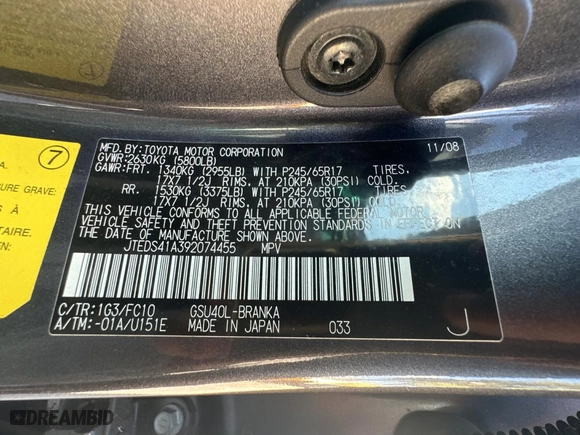 7
A.
SURE GRAVE:
TAIRE.
MFD.BY:TOYOTA MOTOR CORPORATION 11/08
GVWR:2630KG (5800LB)
GAWR:FRT. 1340KG (2955LB) WITH P245/65R17 TIRES,
17X7 1/2J RIMS, AT 210KPA (30PSI) COLD.
RR. 1530KG (3375LB) WITH P245/65R17 TIRES
17X7 1/2J RIMS, AT 210KPA (30PSI) COLD.
THIS VEHICLE CONFORMS TO ALL APPLICABLE FEDERAL MOTOR
VEHICLE SAFETY AND THEFT PREVENTION STANDARDS IN EFFECT ON
THE DATE OF MANUFACTURE SHOWN ABOVE.
JTEDS41A392074455 MPV
C/TR:1G3/FC10 GSU40L-BRANKA
A/TM:-01A/U151E MADE IN JAPAN 033 J
DREAMBID